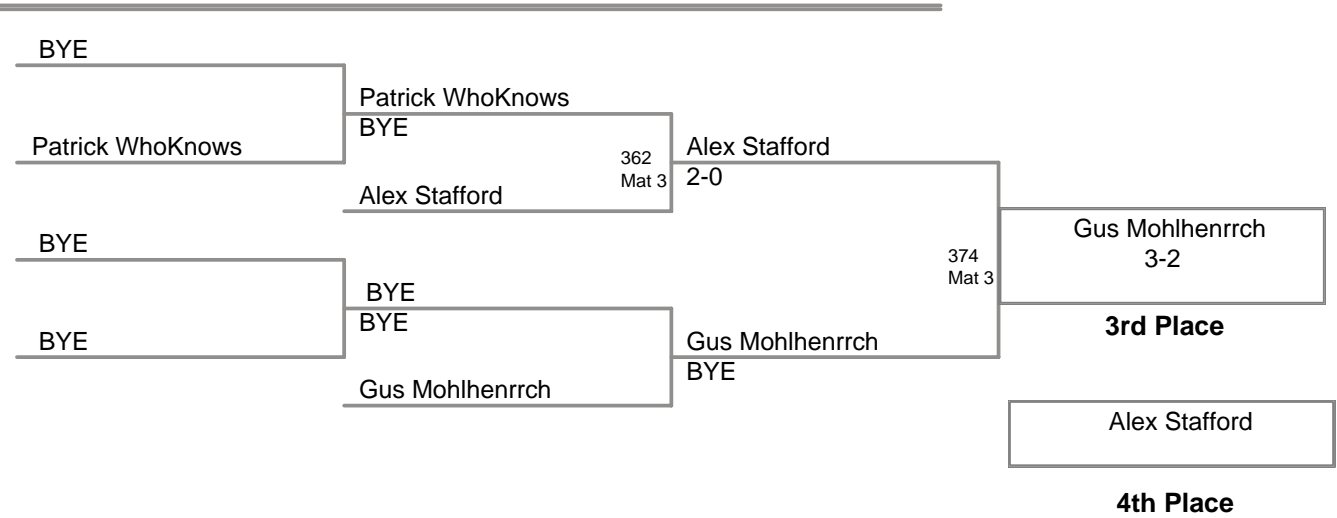 BYE
Patrick WhoKnows
BYE
Patrick WhoKnows
362
Mat 3
Alex Stafford
2-0
Alex Stafford
BYE
Gus Mohlhenrrch
3-2
374
Mat 3
BYE
BYE
3rd Place
BYE
Gus Mohlhenrrch
BYE
Gus Mohlhenrrch
Alex Stafford
4th Place